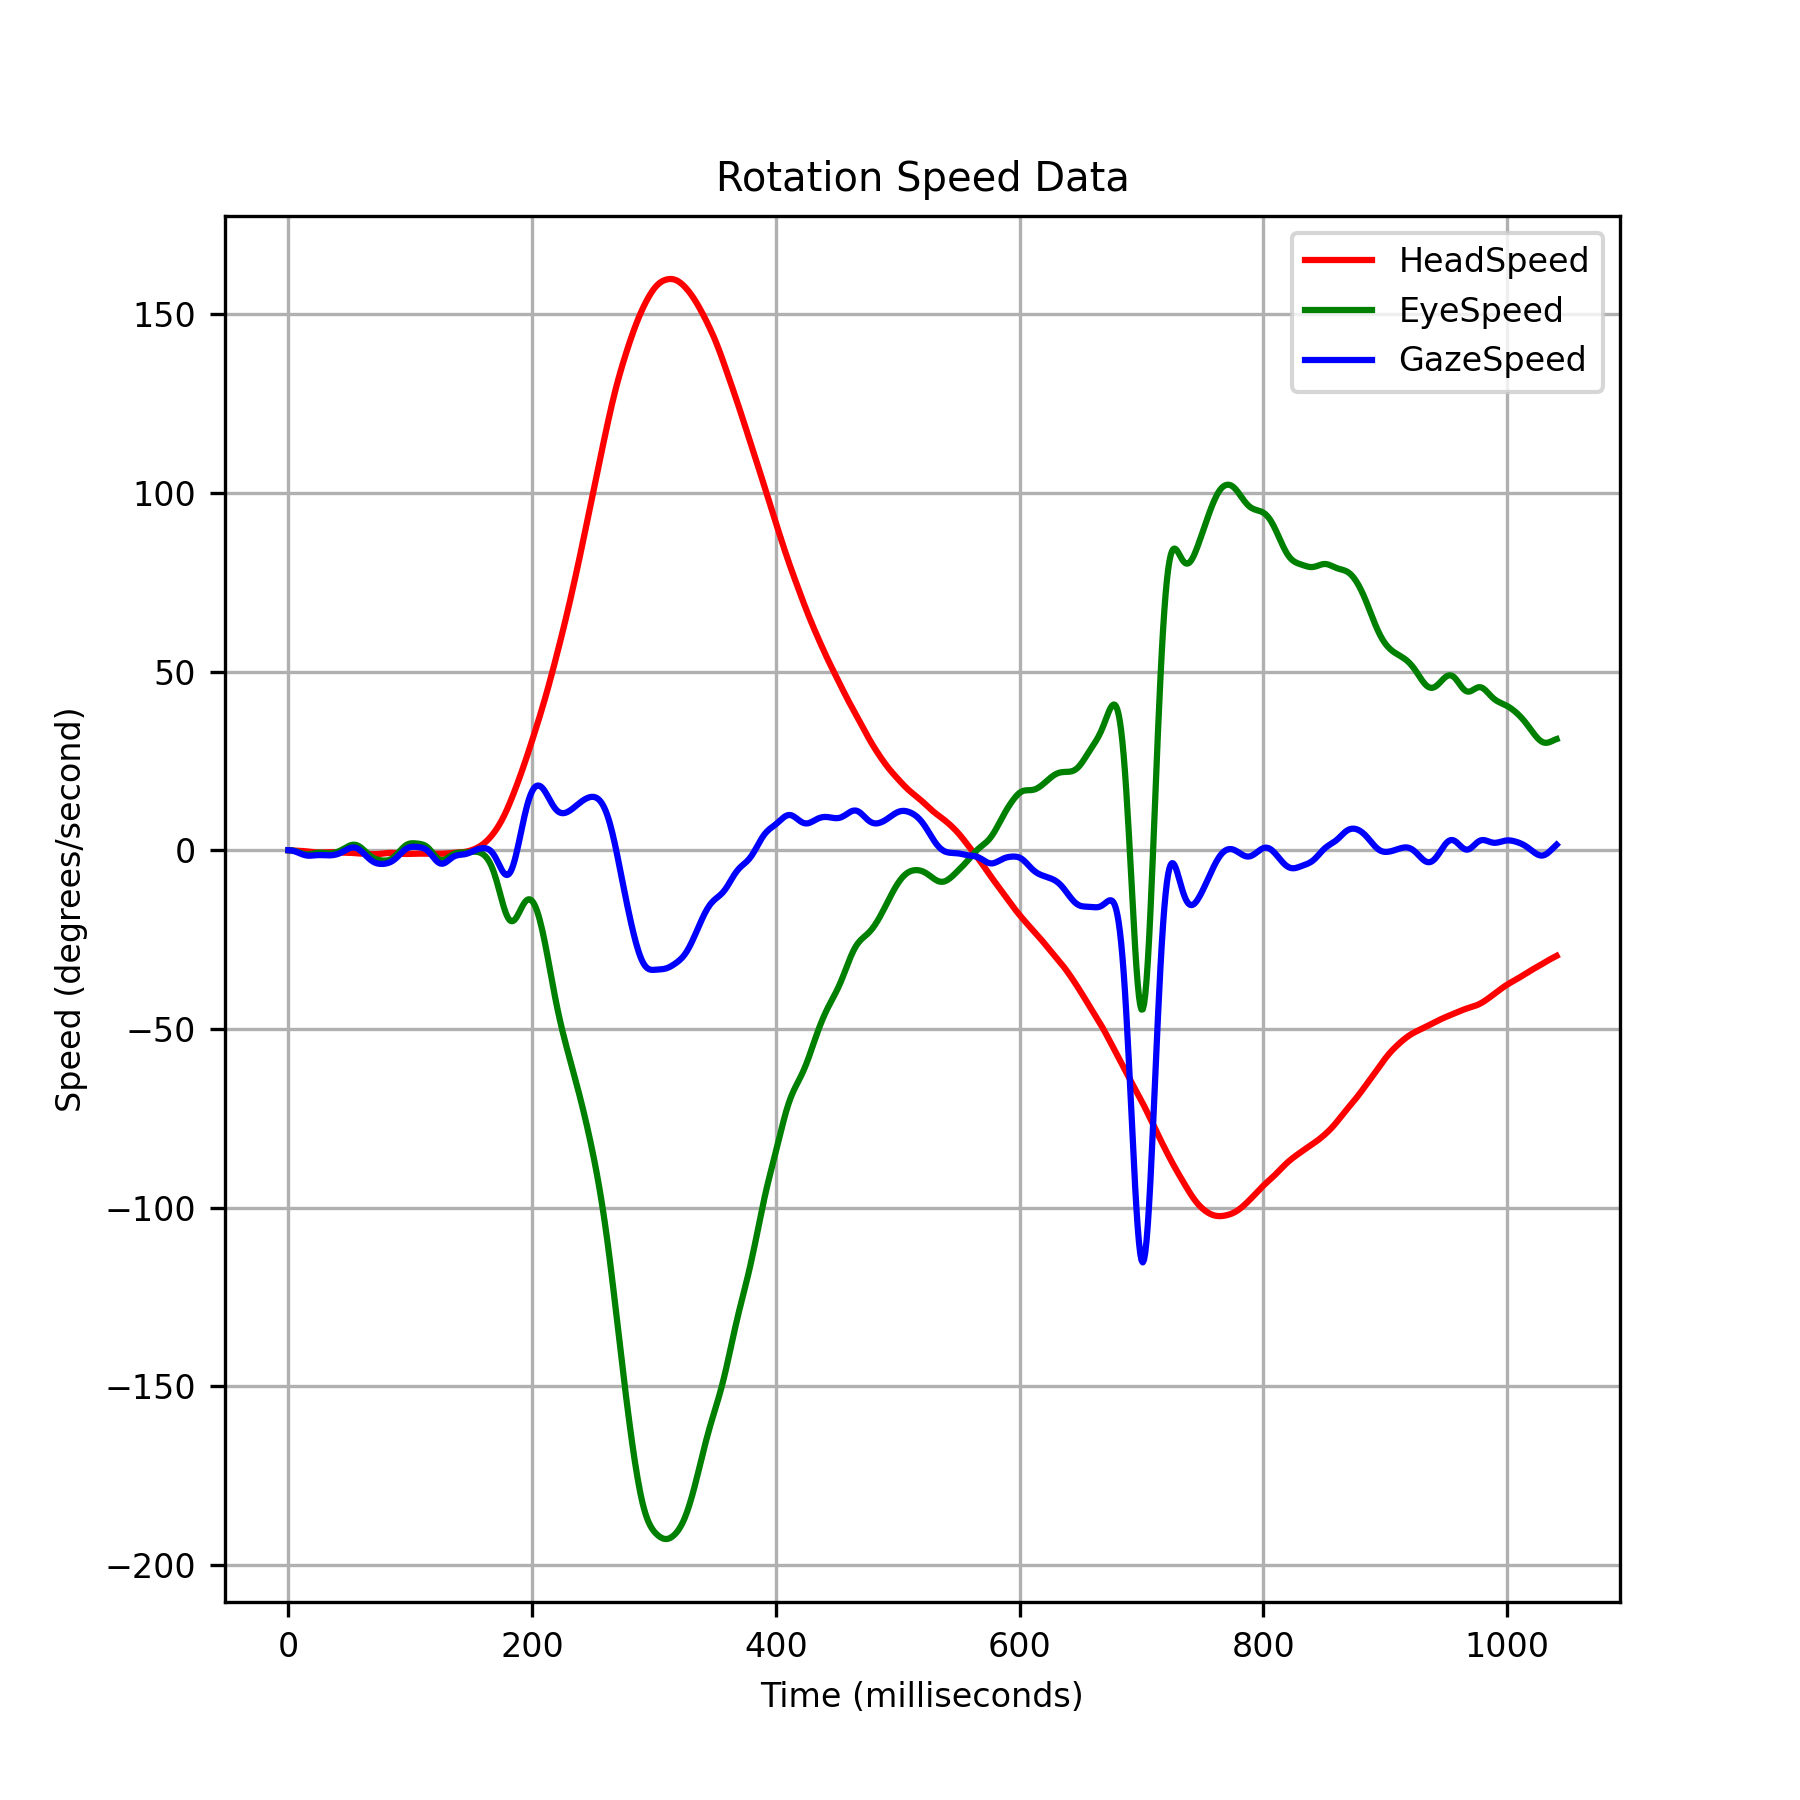 Rotation Speed Data
HeadSpeed
EyeSpeed
GazeSpeed
150
100
50
0
−50
−100
−150
−200
Speed (degrees/second)
0 200 400 600 800 1000
Time (milliseconds)